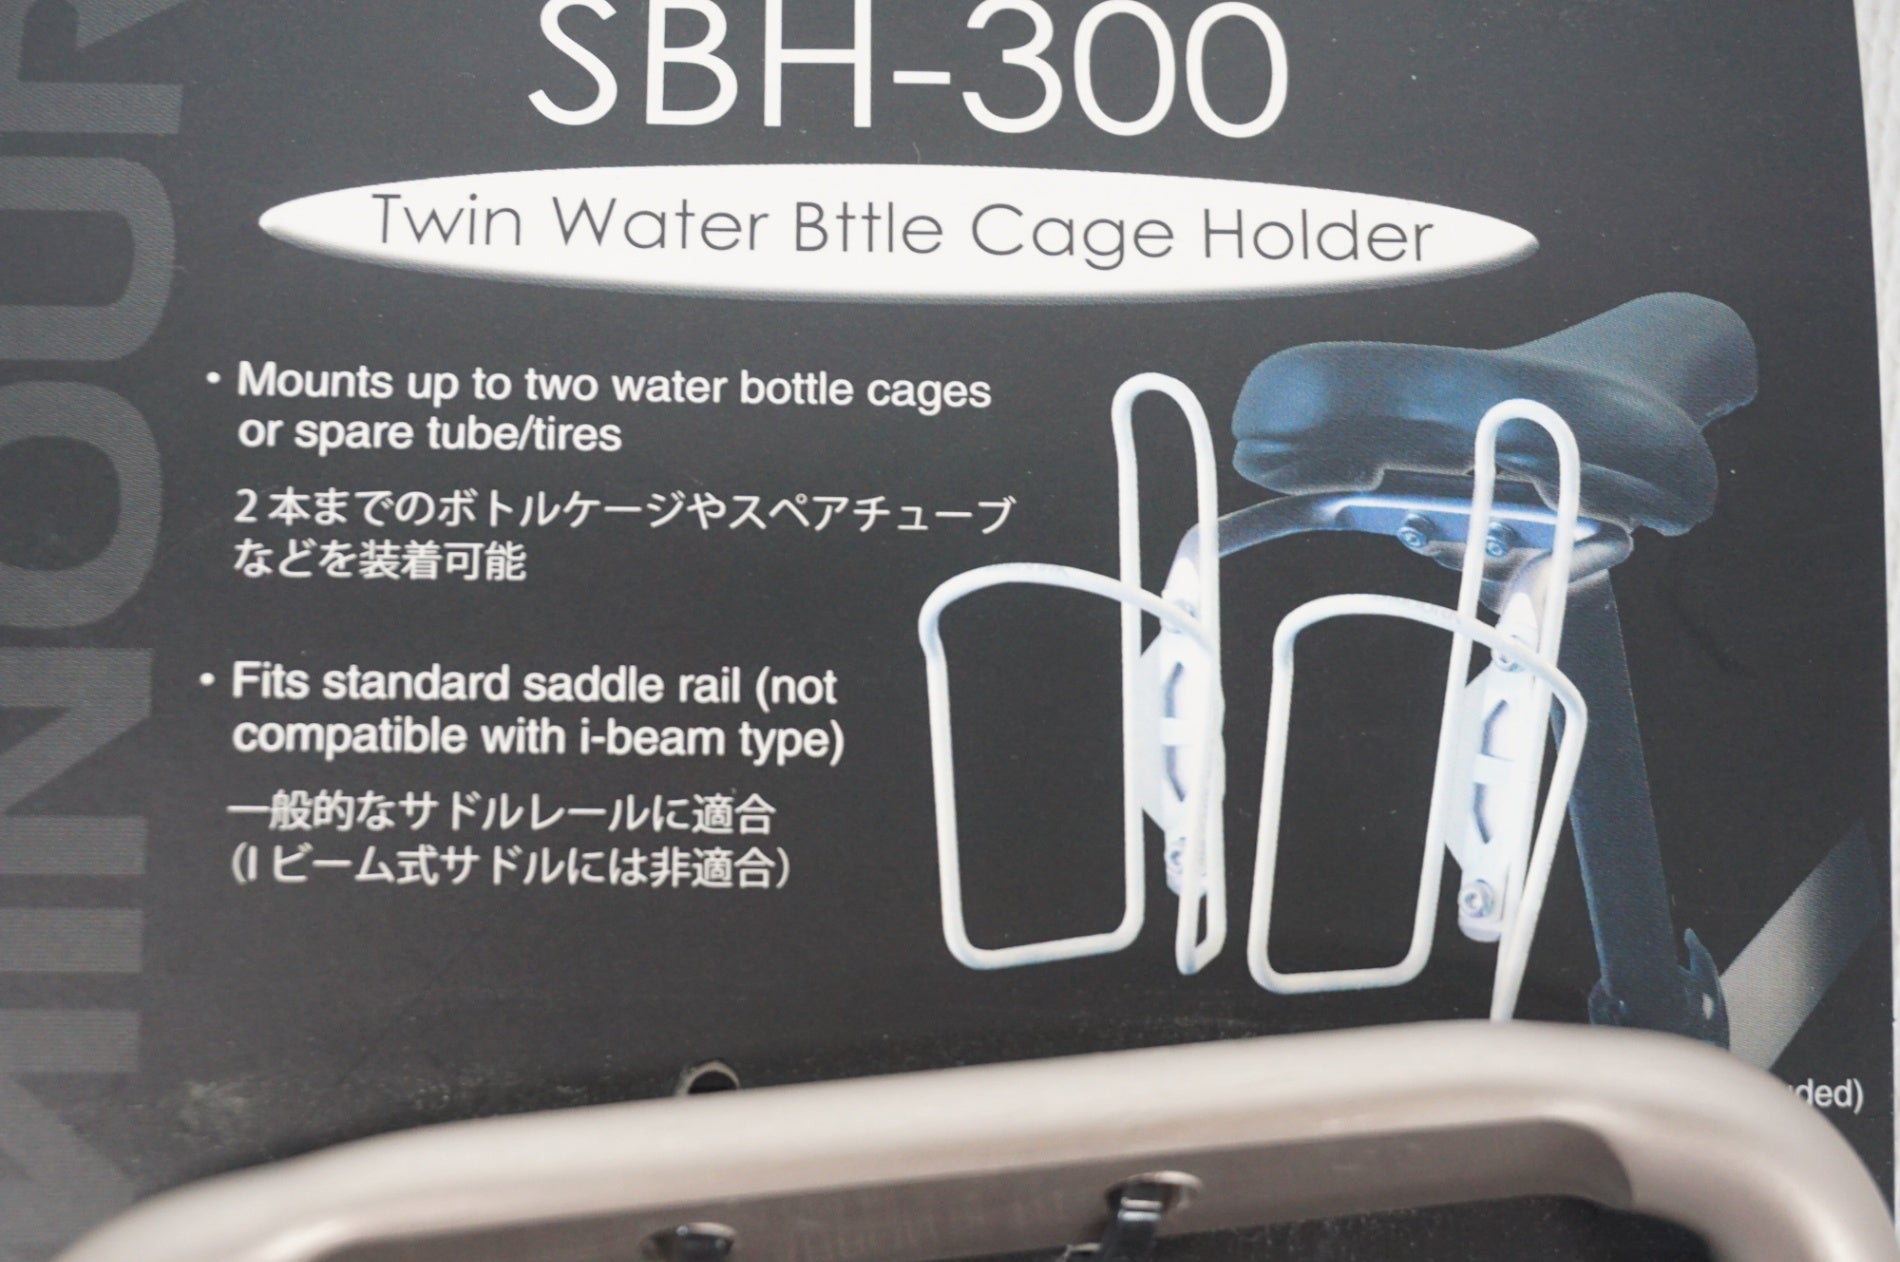 SBH-300
Twin Water Bttle Cage Holder
・Mounts up to two water bottle cages
or spare tube/tires
2 本までのボトルケージやスペアチューブ
などを装着可能
・Fits standard saddle rail (not
compatible with i-beam type)
一般的なサドルレールに適合
(I ビーム式サドルには非適合)